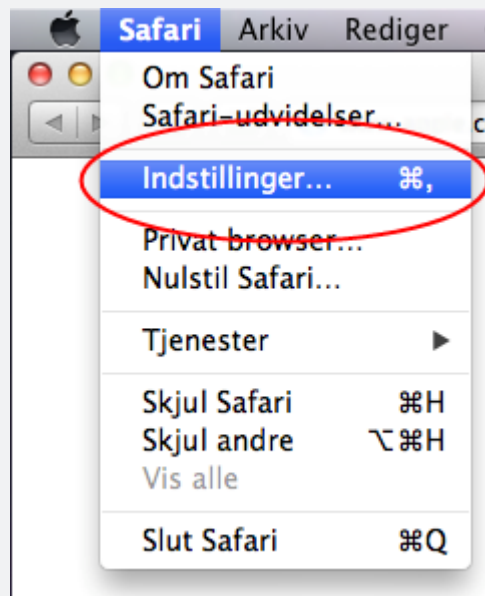 Safari Arkiv Rediger
Om Safari
Safari-udvidelser...
c
Indstillinger... ⌘,
Privat browser...
Nulstil Safari...
Tjenester ▶
Skjul Safari ⌘H
Skjul andre ⌥⌘H
Vis alle
Slut Safari ⌘Q